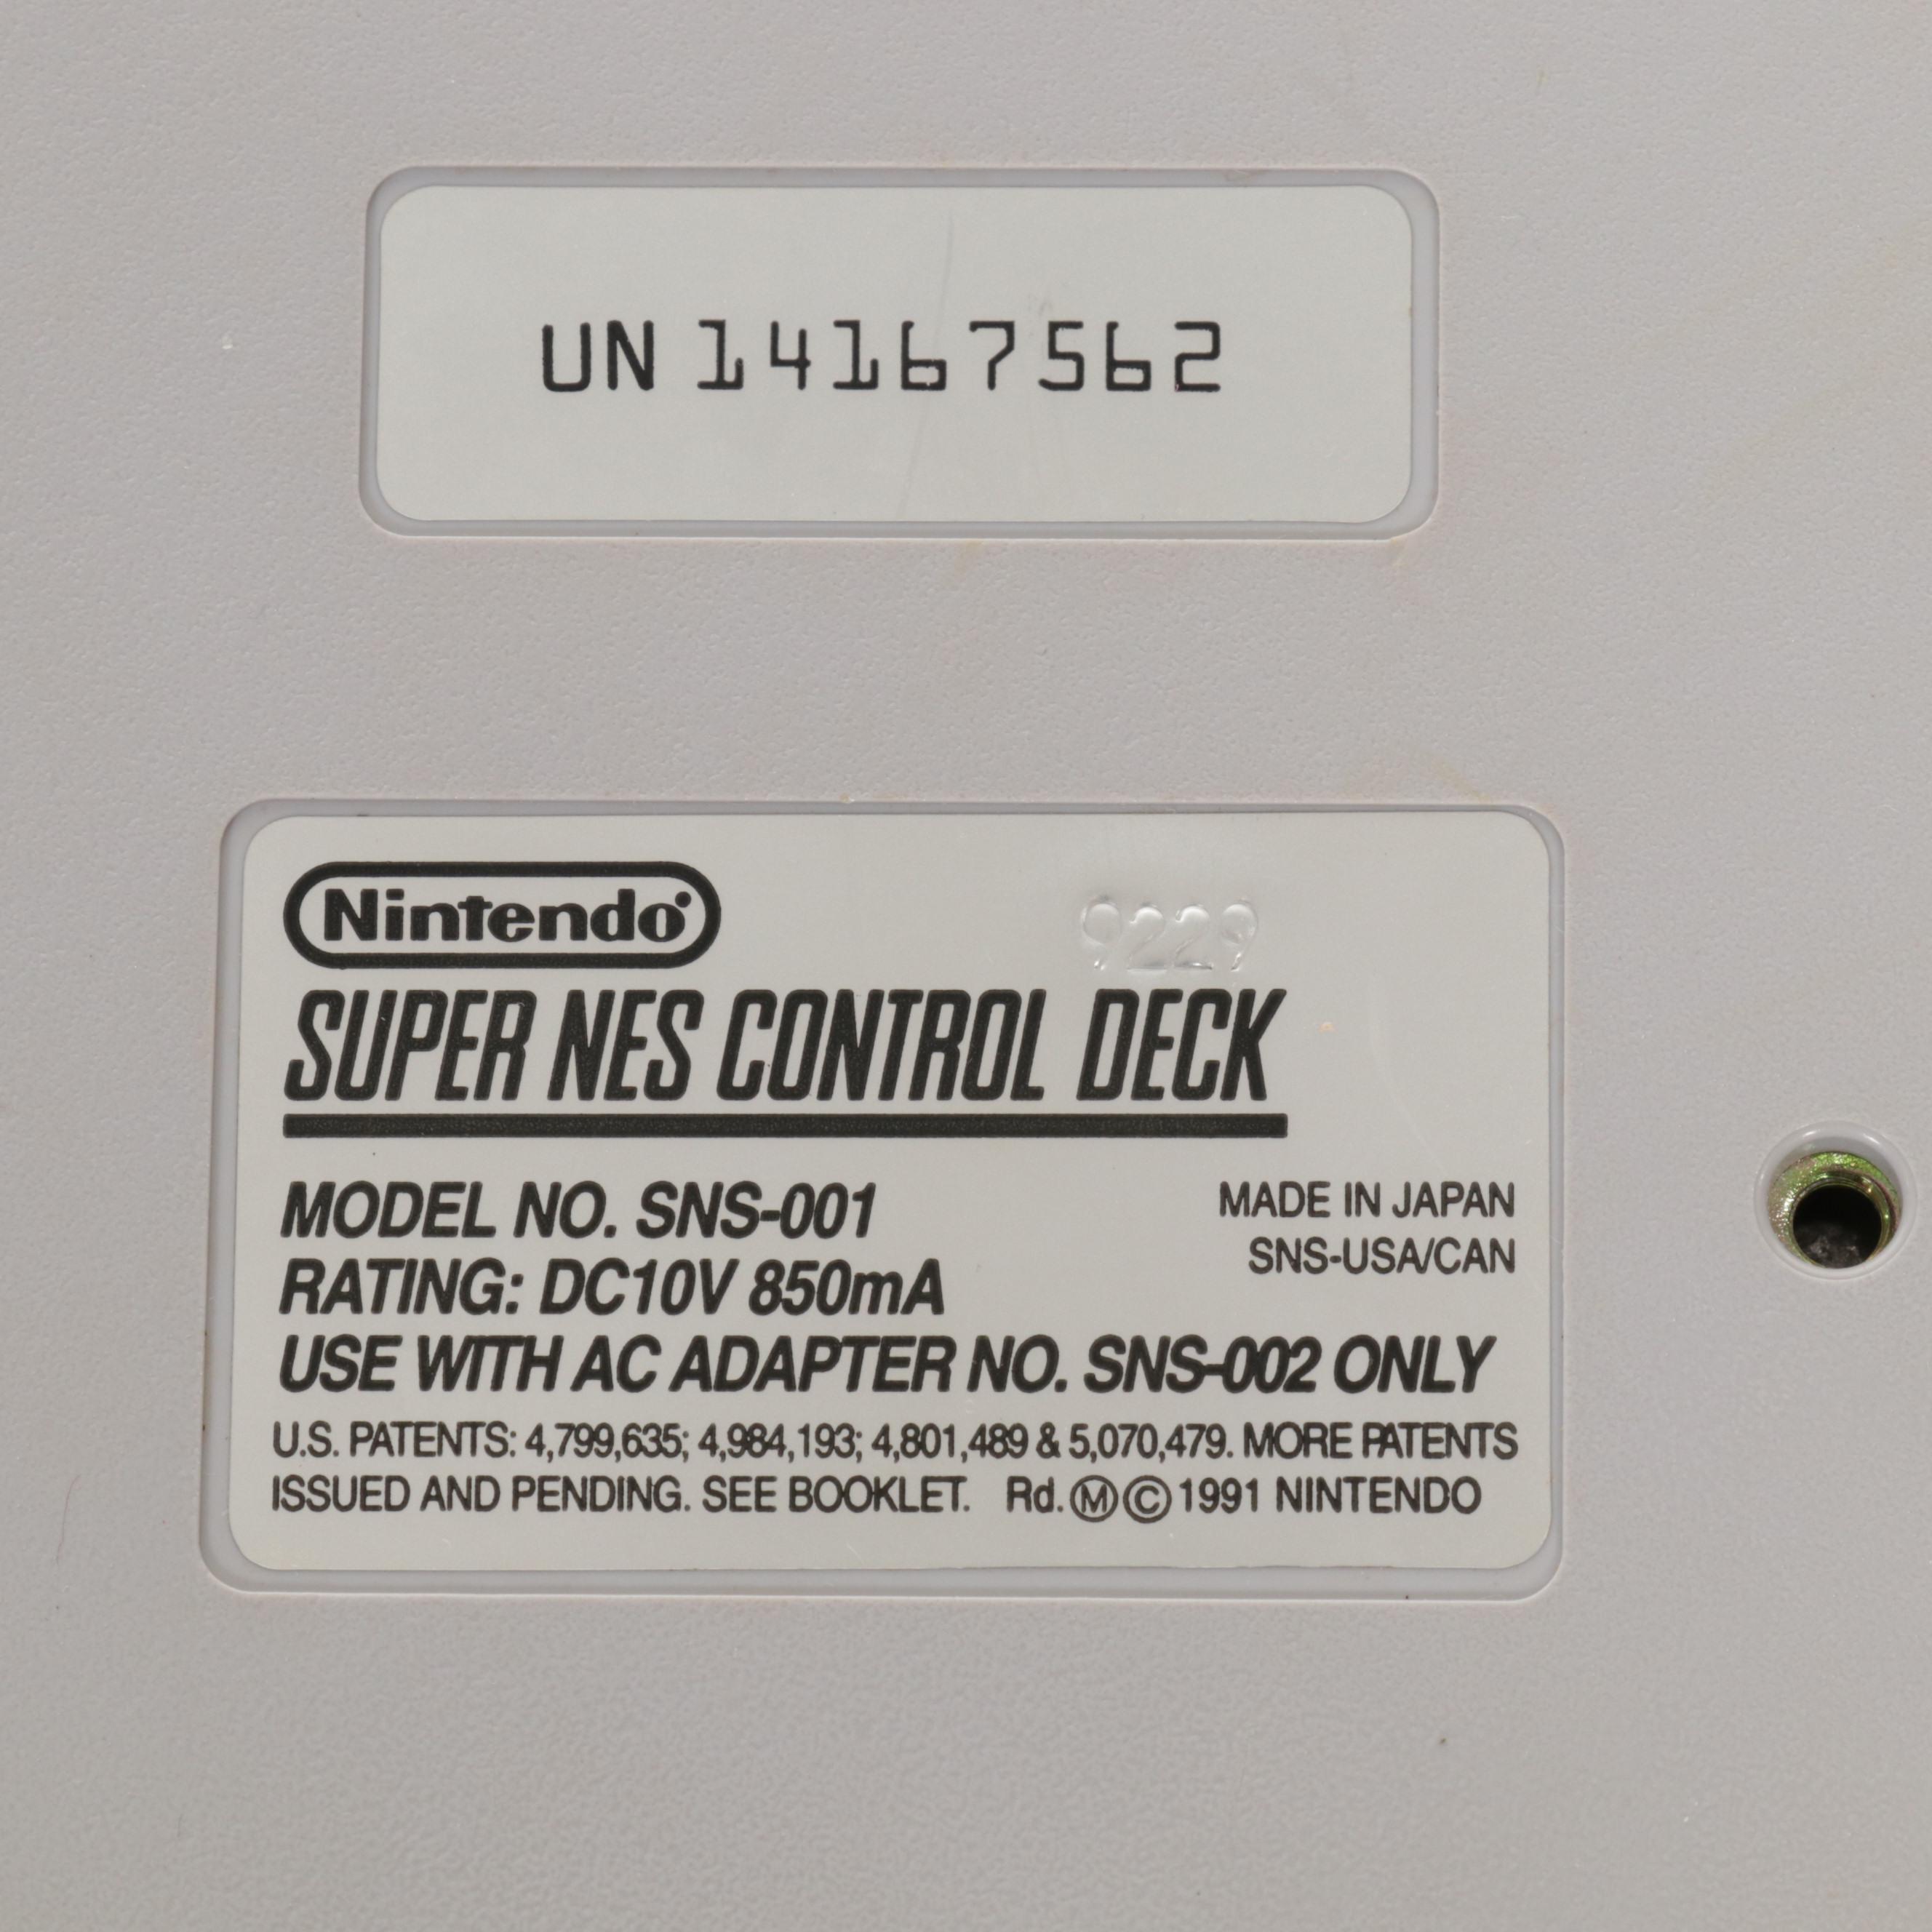 UN 14167562
Nintendo
9229
SUPER NES CONTROL DECK
MODEL NO. SNS-001
MADE IN JAPAN
RATING: DC10V 850mA
SNS-USA/CAN
USE WITH AC ADAPTER NO. SNS-002 ONLY
U.S. PATENTS: 4,799,635; 4,984,193; 4,801,489 & 5,070,479. MORE PATENTS
ISSUED AND PENDING. SEE BOOKLET. Rd.Ⓜ©1991 NINTENDO